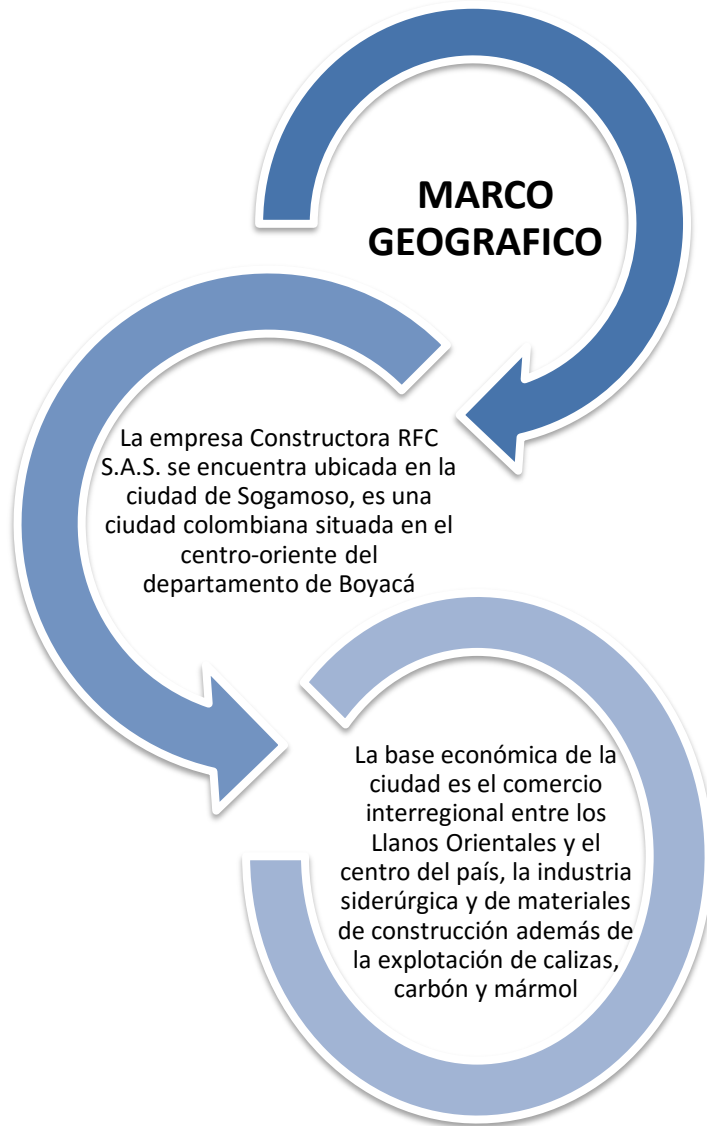 MARCO
GEOGRAFICO
La empresa Constructora RFC
S.A.S. se encuentra ubicada en la
ciudad de Sogamoso, es una
ciudad colombiana situada en el
centro-oriente del
departamento de Boyacá
La base económica de la
ciudad es el comercio
interregional entre los
Llanos Orientales y el
centro del país, la industria
siderúrgica y de materiales
de construcción además de
la explotación de calizas,
carbón y mármol